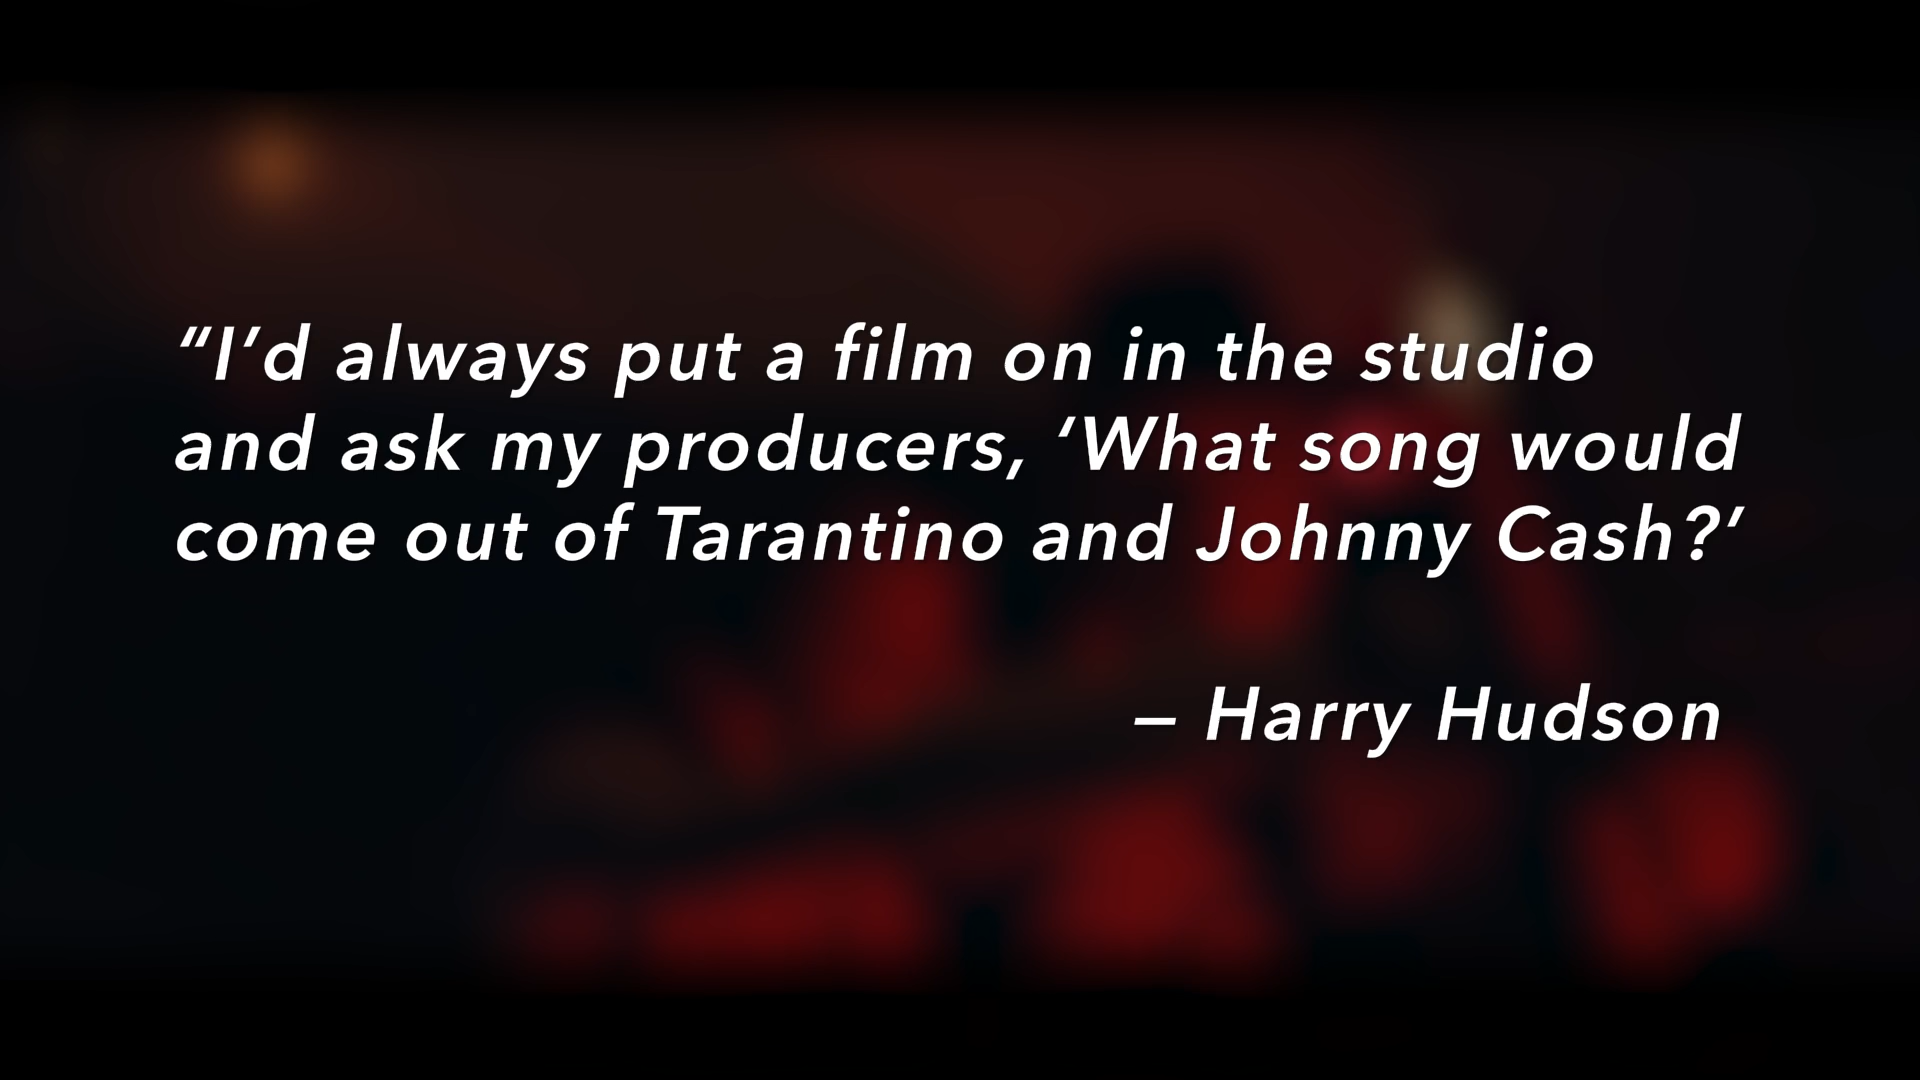 “I’d always put a film on in the studio
and ask my producers, ‘What song would
come out of Tarantino and Johnny Cash?’
– Harry Hudson